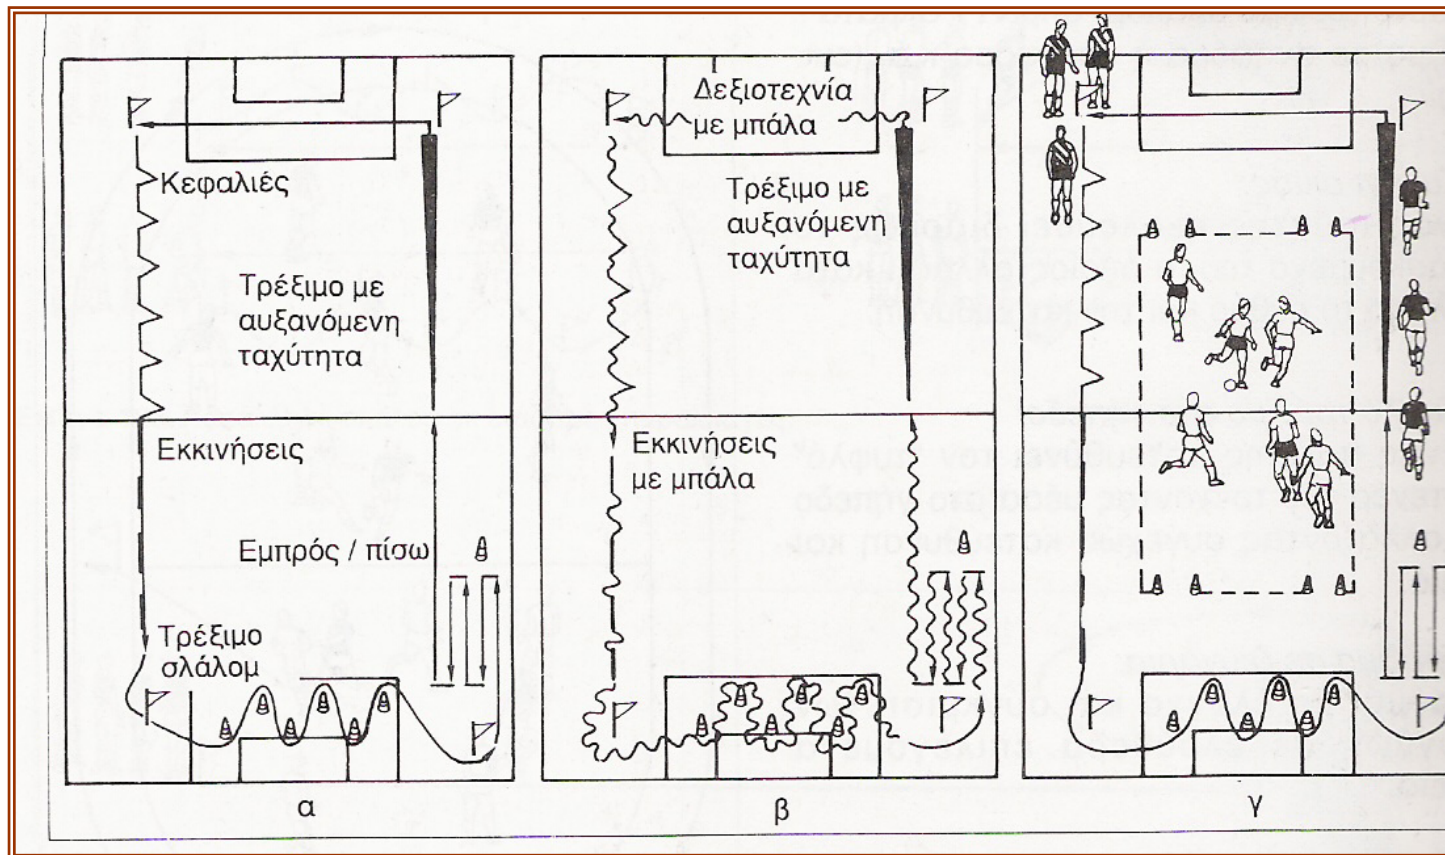 Κεφαλιές
Τρέξιμο με
αυξανόμενη
ταχύτητα
Εκκινήσεις
Εμπρός / πίσω
Τρέξιμο
σλάλομ
α
Δεξιοτεχνία
με μπάλα
Τρέξιμο με
αυξανόμενη
ταχύτητα
Εκκινήσεις
με μπάλα
β
γ